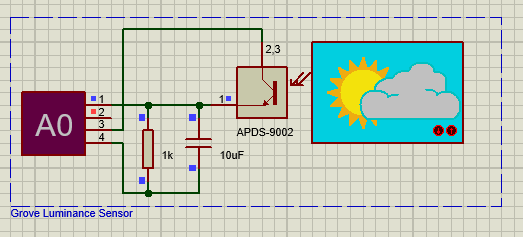 2,3
1
2
3
4
A0
1
APDS-9002
1k
10uF
Grove Luminance Sensor